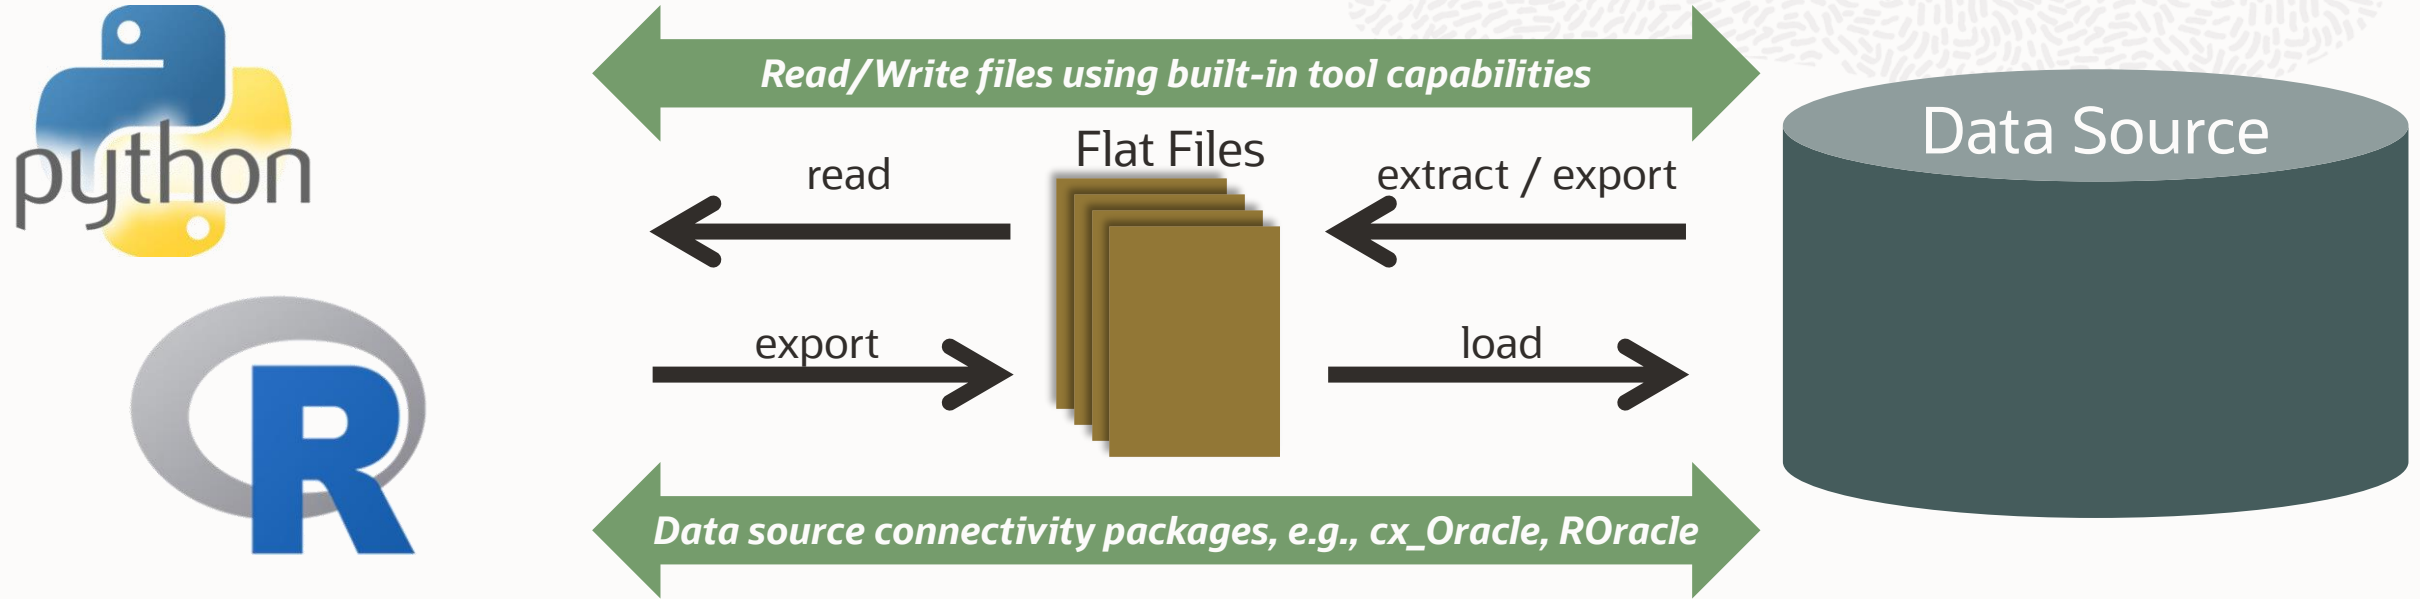 python
R
Read/Write files using built-in tool capabilities
Flat Files
read
extract / export
export
load
Data Source
Data source connectivity packages, e.g., cx_Oracle, ROracle